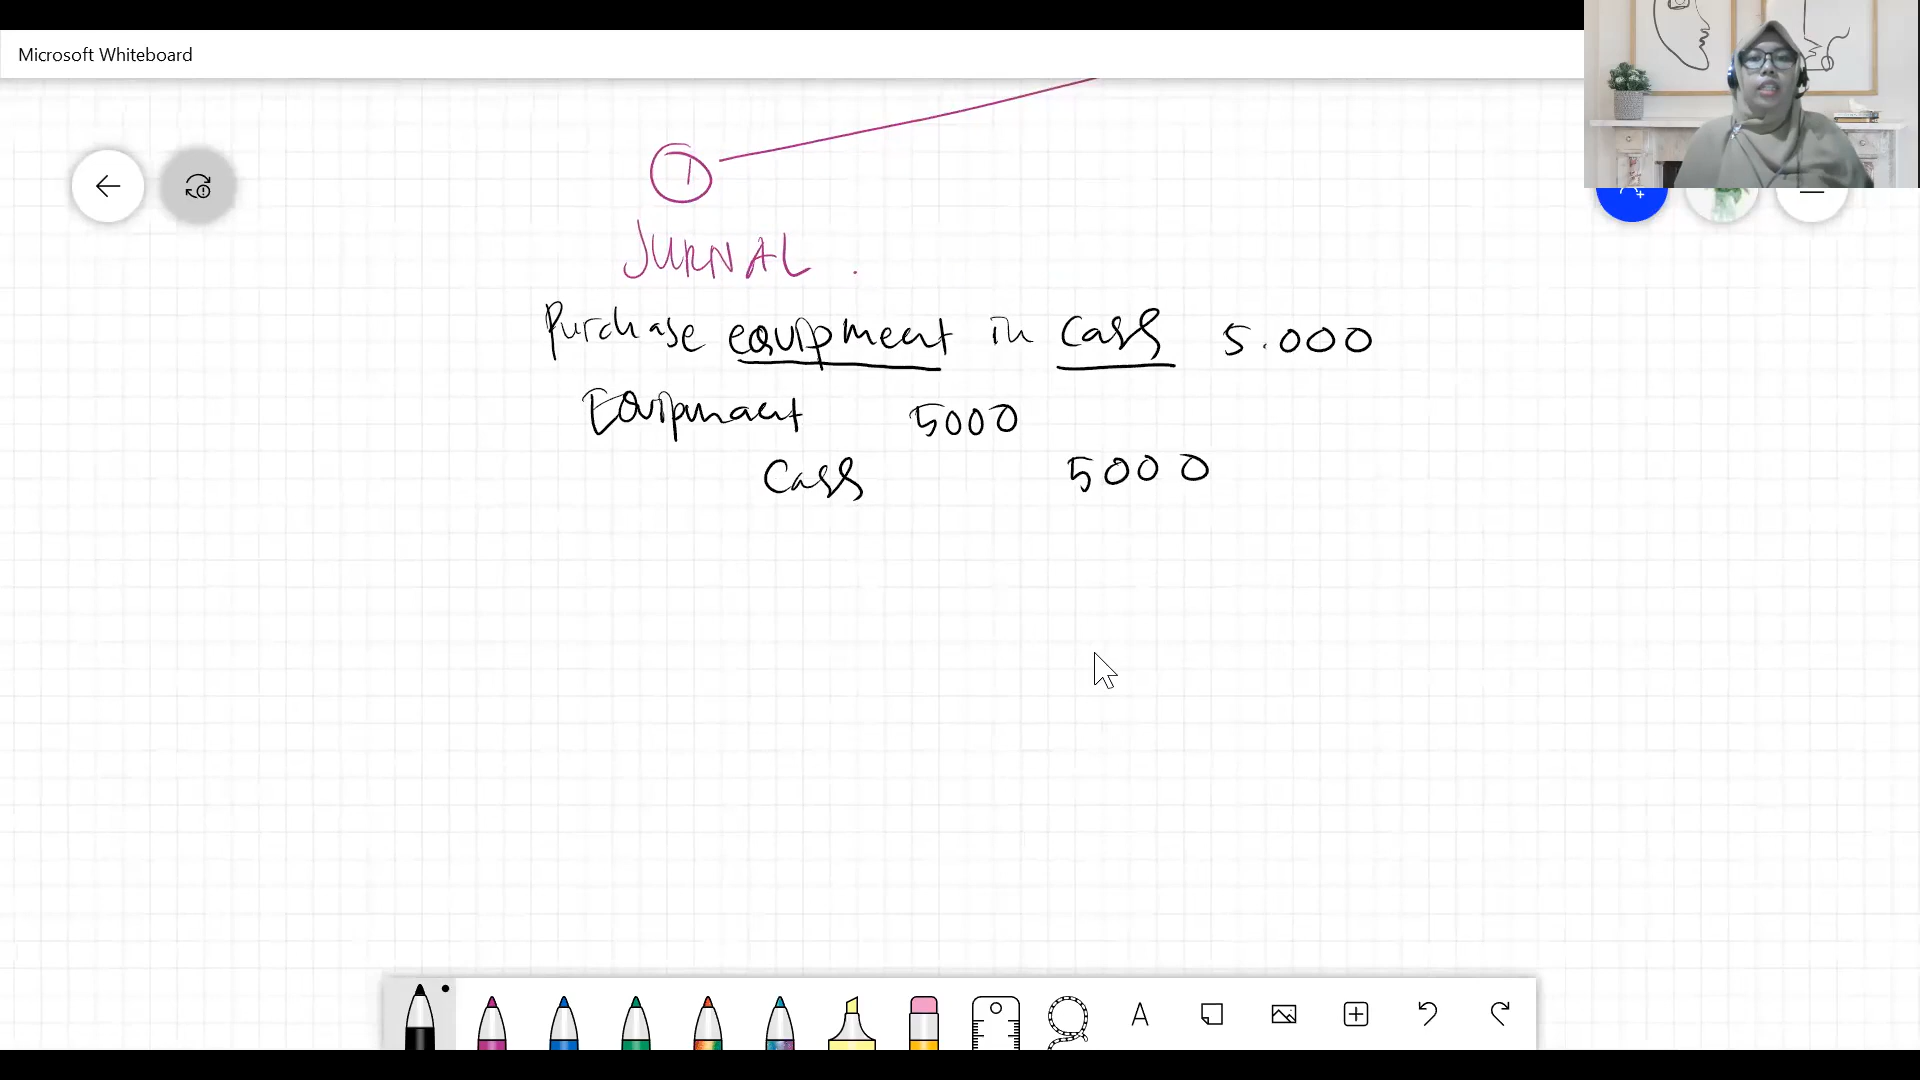 Microsoft Whiteboard
1
JURNAL .
Purchase equipment in cash 5.000
Equipment 5000
Cash 5000
A